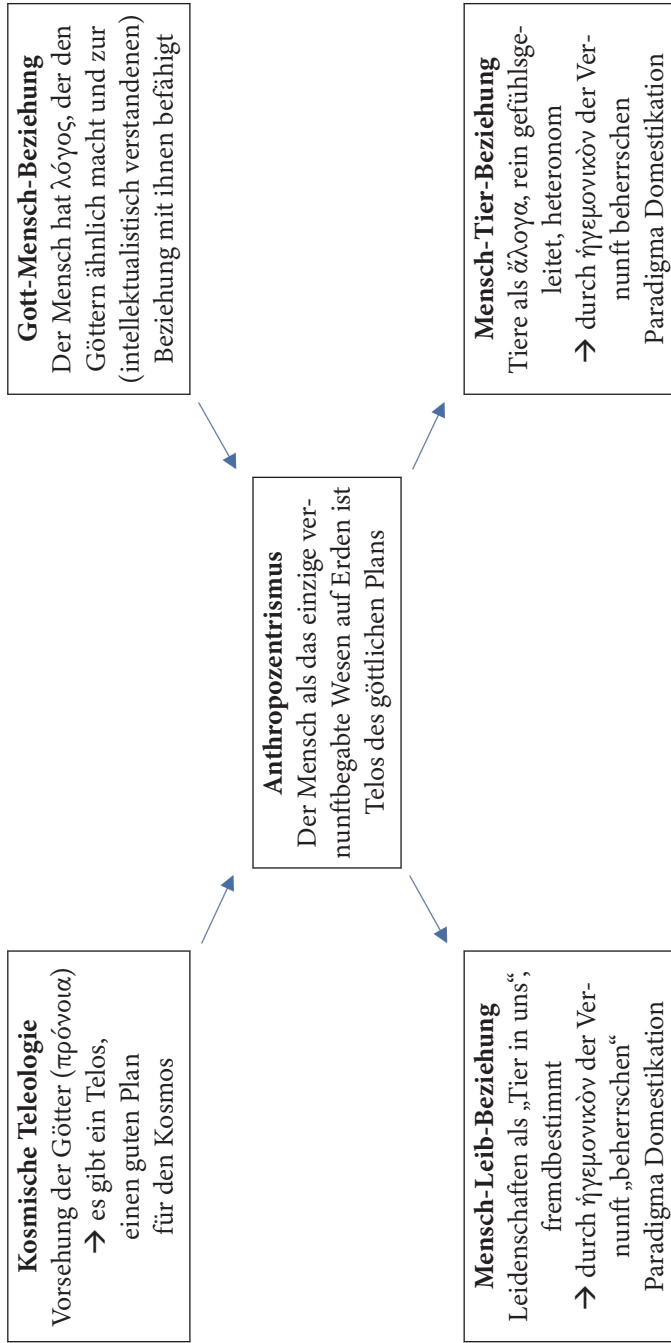 Kosmische Teleologie
Vorsehung der Götter (πρόνοια)
→ es gibt ein Telos,
einen guten Plan
für den Kosmos
Gott-Mensch-Beziehung
Der Mensch hat λόγος, der den
Göttern ähnlich macht und zur
(intellektualistisch verstandenen)
Beziehung mit ihnen befähigt
Anthropozentrismus
Der Mensch als das einzige ver-
nunftbegabte Wesen auf Erden ist
Telos des göttlichen Plans
Mensch-Leib-Beziehung
Leidenschaften als „Tier in uns“,
fremdbestimmt
→ durch ἡγεμονικὸν der Ver-
nunft „beherrschen“
Paradigma Domestikation
Mensch-Tier-Beziehung
Tiere als ἄλογα, rein gefühlsge-
leitet, heteronom
→ durch ἡγεμονικὸν der Ver-
nunft beherrschen
Paradigma Domestikation